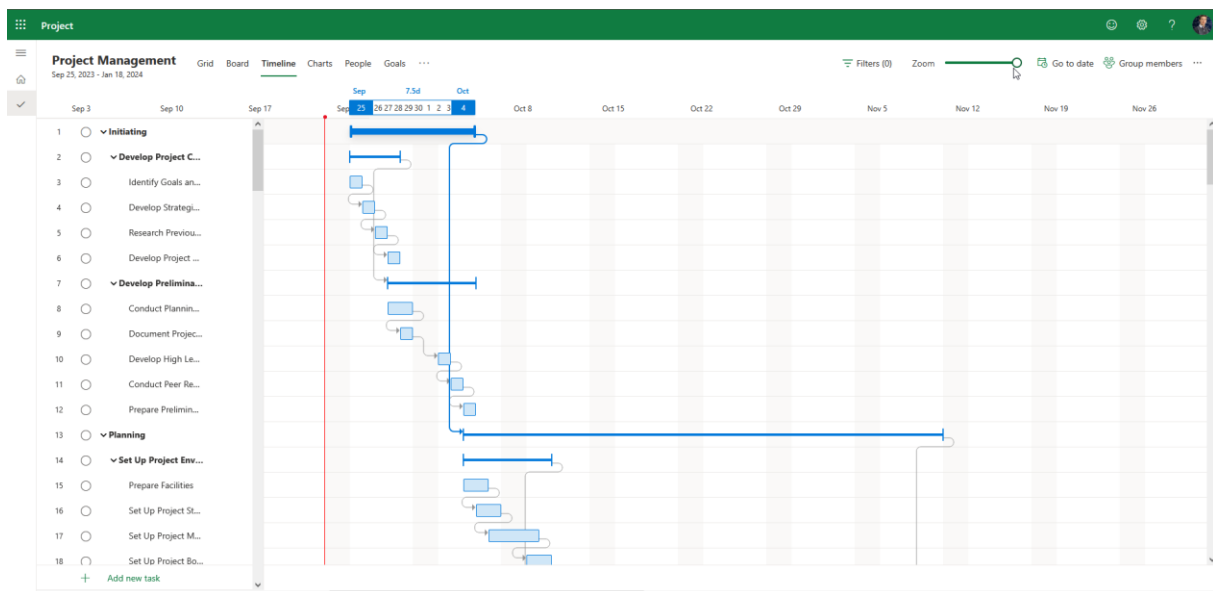 Project
?
Project Management
Sep 25, 2023 - Jan 18, 2024
Grid Board Timeline Charts People Goals ...
Filters (0) Zoom Go to date Group members ...
Sep 7.5d Oct
Sep 3 Sep 10 Sep 17 Sep 25 26 27 28 29 30 1 2 3 4 Oct 8 Oct 15 Oct 22 Oct 29 Nov 5 Nov 12 Nov 19 Nov 26
1 Initiating
2 Develop Project C...
3 Identify Goals an...
4 Develop Strategi...
5 Research Previou...
6 Develop Project ...
7 Develop Prelimina...
8 Conduct Plannin...
9 Document Projec...
10 Develop High Le...
11 Conduct Peer Re...
12 Prepare Prelimin...
13 Planning
14 Set Up Project Env...
15 Prepare Facilities
16 Set Up Project St...
17 Set Up Project M...
18 Set Up Project Bo...
+ Add new task